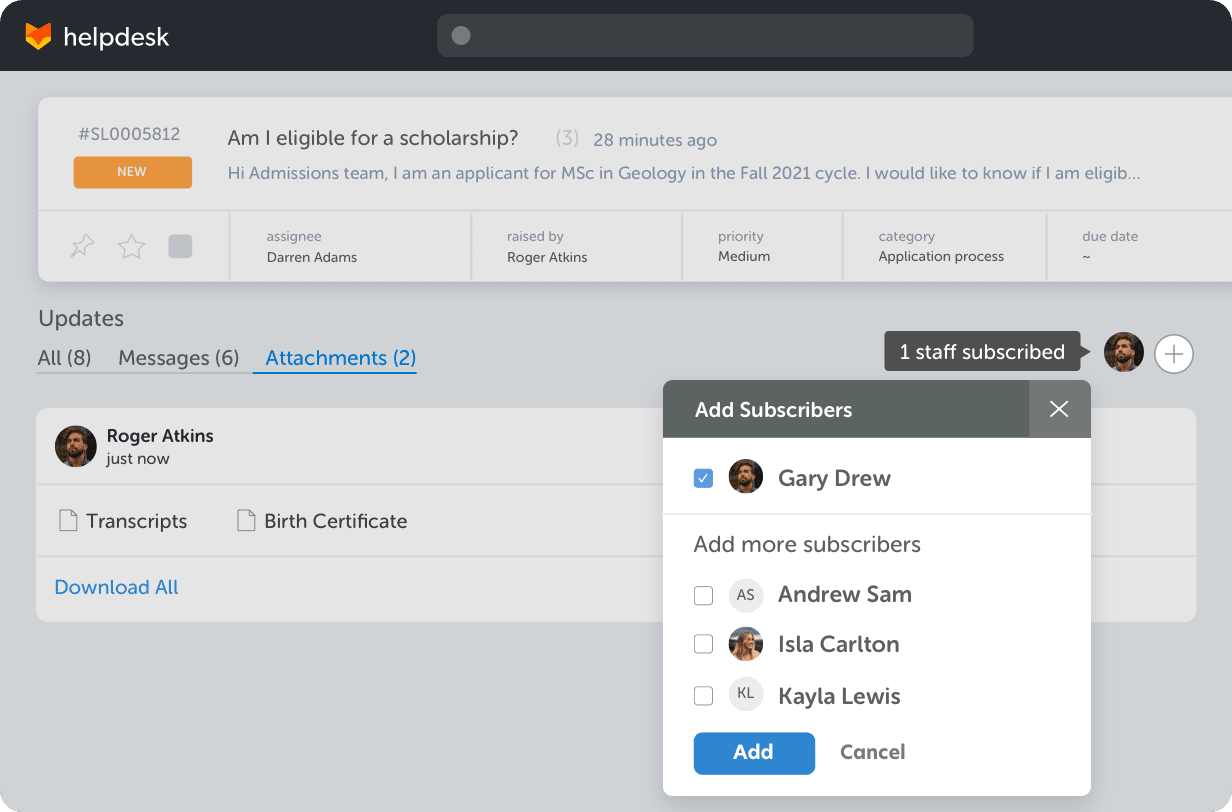 helpdesk
#SL0005812
NEW
Am I eligible for a scholarship? (3) 28 minutes ago
Hi Admissions team, I am an applicant for MSc in Geology in the Fall 2021 cycle. I would like to know if I am eligib...
assignee
Darren Adams
raised by
Roger Atkins
priority
Medium
category
Application process
due date
~
Updates
All (8) Messages (6) Attachments (2)
1 staff subscribed
Roger Atkins
just now
Transcripts Birth Certificate
Download All
Add Subscribers
Gary Drew
Add more subscribers
AS Andrew Sam
Isla Carlton
KL Kayla Lewis
Add Cancel